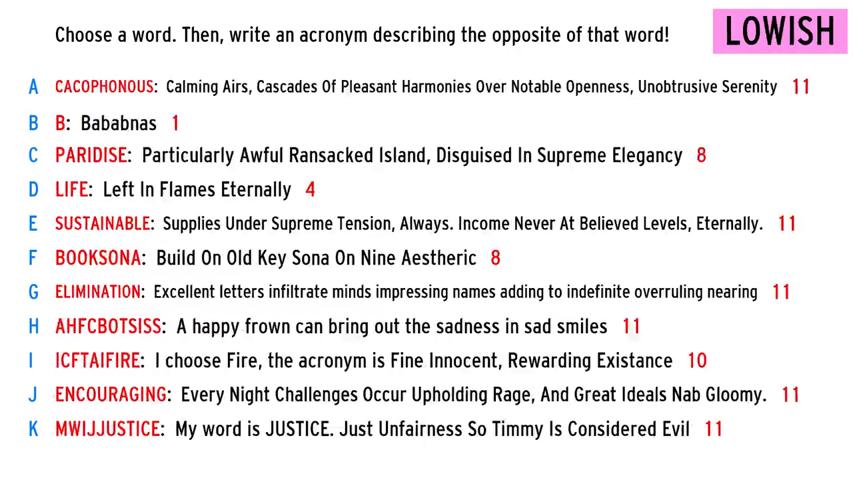 Choose a word. Then, write an acronym describing the opposite of that word!
LOWISH
A CACOPHONOUS: Calming Airs, Cascades Of Pleasant Harmonies Over Notable Openness, Unobtrusive Serenity 11
B B: Bababnas 1
C PARIDISE: Particularly Awful Ransacked Island, Disguised In Supreme Elegancy 8
D LIFE: Left In Flames Eternally 4
E SUSTAINABLE: Supplies Under Supreme Tension, Always. Income Never At Believed Levels, Eternally. 11
F BOOKSONA: Build On Old Key Sona On Nine Aestheric 8
G ELIMINATION: Excellent letters infiltrate minds impressing names adding to indefinite overruling nearing 11
H AHFCBOTSISS: A happy frown can bring out the sadness in sad smiles 11
I ICFTAIFIRE: I choose Fire, the acronym is Fine Innocent, Rewarding Existance 10
J ENCOURAGING: Every Night Challenges Occur Upholding Rage, And Great Ideals Nab Gloomy. 11
K MWIJJUSTICE: My word is JUSTICE. Just Unfairness So Timmy Is Considered Evil 11